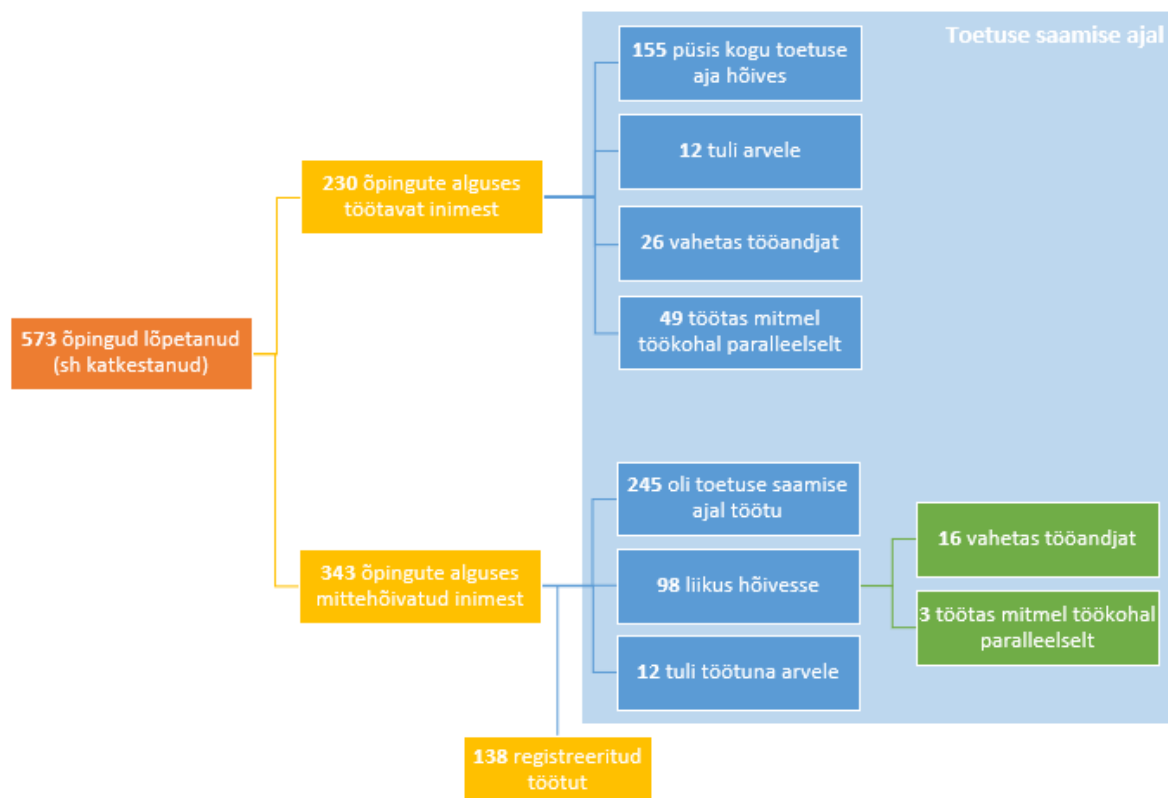 Toetuse saamise ajal
155 püsis kogu toetuse
aja hõives
12 tuli arvele
230 õpingute alguses
töötavat inimest
26 vahetas tööandjat
49 töötas mitmel
töökohal paralleelselt
573 õpingud lõpetanud
(sh katkestanud)
245 oli toetuse saamise
ajal töötu
16 vahetas tööandjat
343 õpingute alguses
mittehõivatud inimest
98 liikus hõivesse
3 töötas mitmel töökohal
paralleelselt
12 tuli töötuna arvele
138 registreeritud
töötut